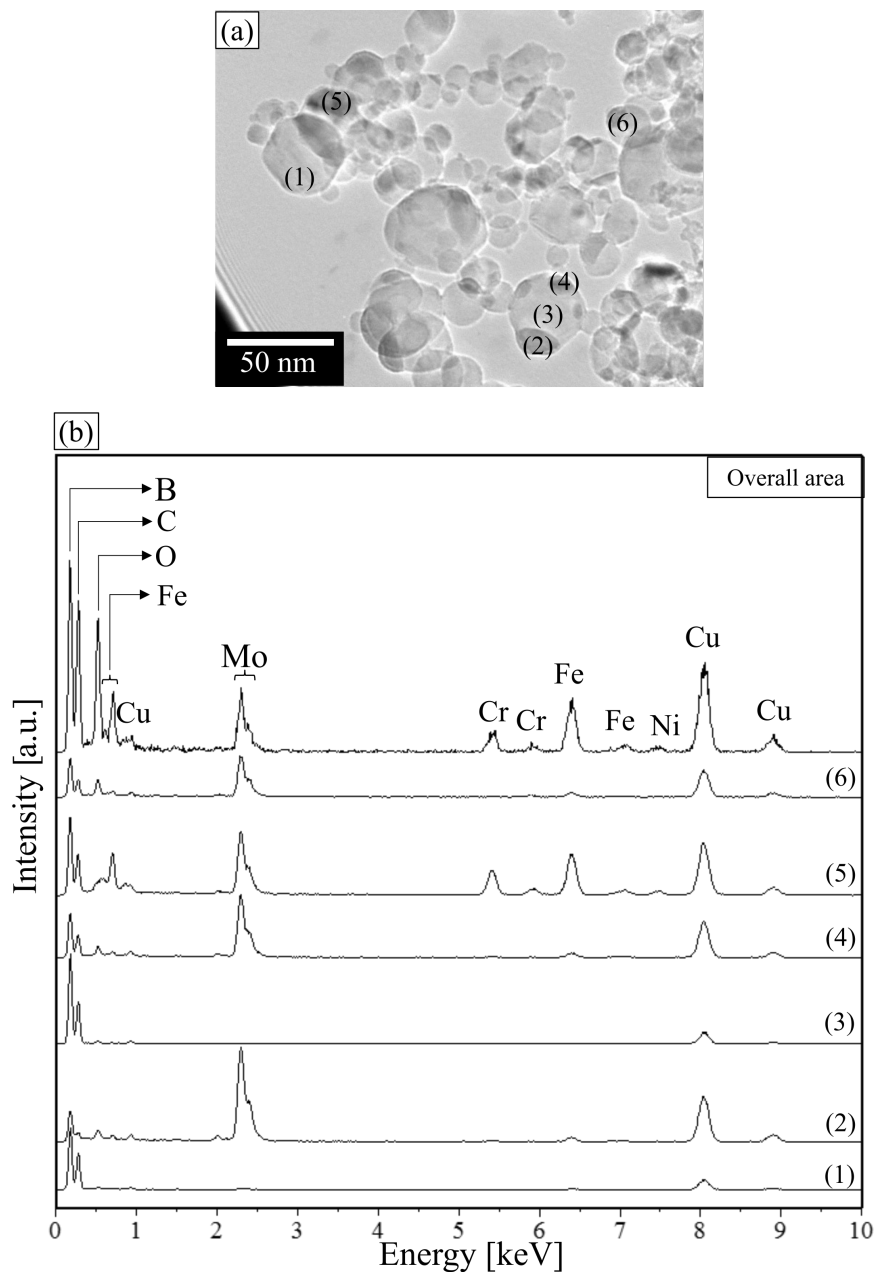 (a)
(5)
(6)
(1)
(4)
(3)
(2)
50 nm
(b)
Overall area
B
C
O
Fe
Cu
Mo
Cr
Cr
Fe
Fe
Ni
Cu
Cu
(6)
(5)
(4)
(3)
(2)
(1)
Intensity [a.u.]
0 1 2 3 4 5 6 7 8 9 10
Energy [keV]